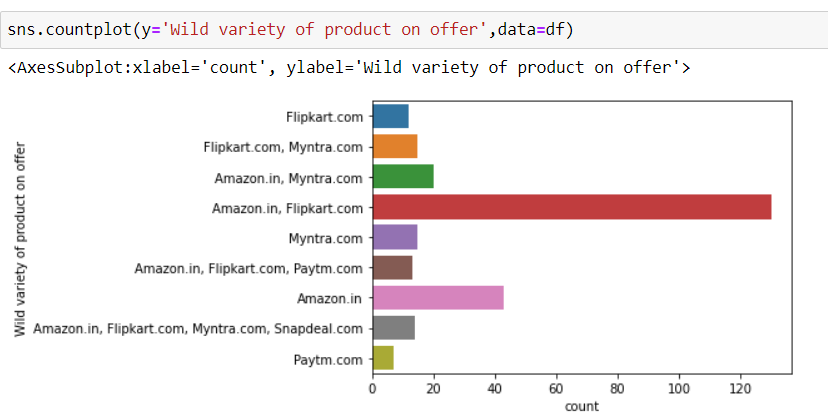 sns.countplot(y='Wild variety of product on offer',data=df)
<AxesSubplot:xlabel='count', ylabel='Wild variety of product on offer'>
Wild variety of product on offer
Flipkart.com
Flipkart.com, Myntra.com
Amazon.in, Myntra.com
Amazon.in, Flipkart.com
Myntra.com
Amazon.in, Flipkart.com, Paytm.com
Amazon.in
Amazon.in, Flipkart.com, Myntra.com, Snapdeal.com
Paytm.com
0 20 40 60 80 100 120
count